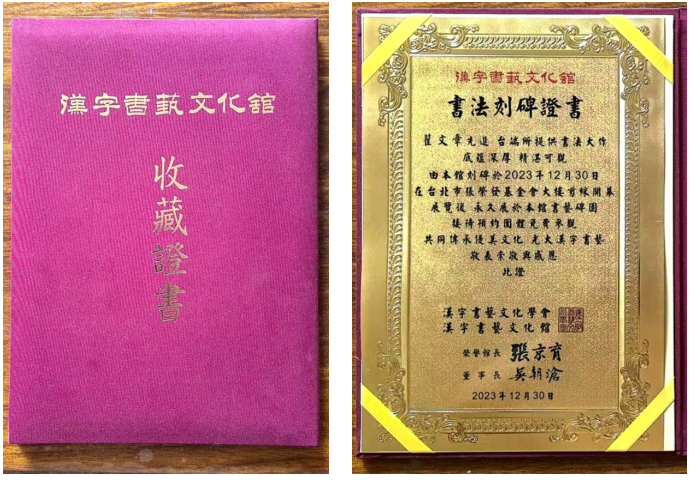 漢字書藝文化館
收藏證書
漢字書藝文化館
書法刻碑證書
文章先進 台端所提供書法大作
底蘊深厚 精湛可觀
由本館刻碑於2023年12月30日
在台北市張榮發基金會大樓首棟開幕
展覽後 永久展於本館書藝碑園
接待預約團體免費來觀
共同傳承優美文化 光大漢字書藝
敬表崇敬與感恩
此證
漢字書藝文化學會
漢字書藝文化館
榮譽館長 張京育
董事長 吳朝滄
2023年12月30日